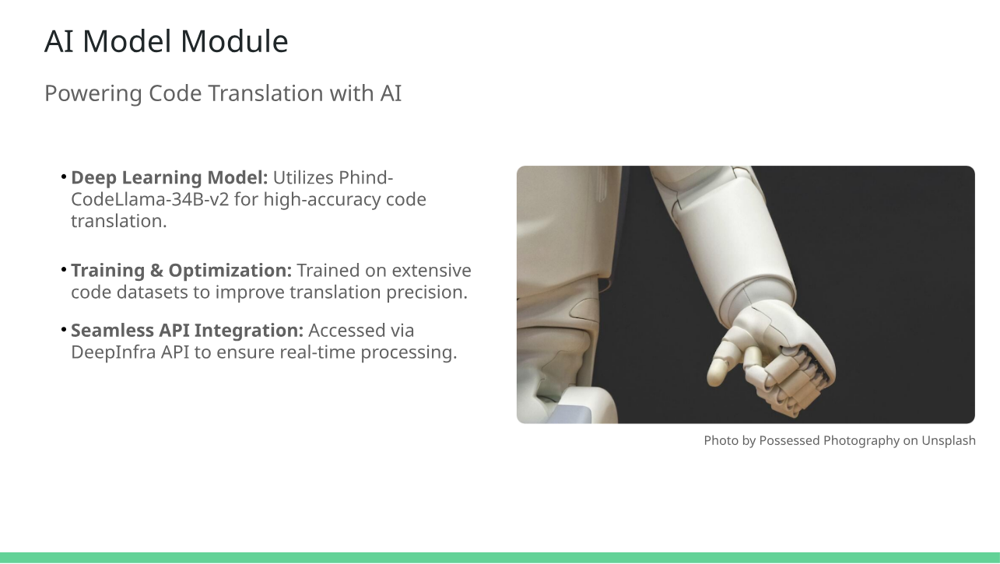 AI Model Module
Powering Code Translation with AI
• Deep Learning Model: Utilizes Phind-
CodeLlama-34B-v2 for high-accuracy code
translation.
• Training & Optimization: Trained on extensive
code datasets to improve translation precision.
• Seamless API Integration: Accessed via
DeepInfra API to ensure real-time processing.
Photo by Possessed Photography on Unsplash